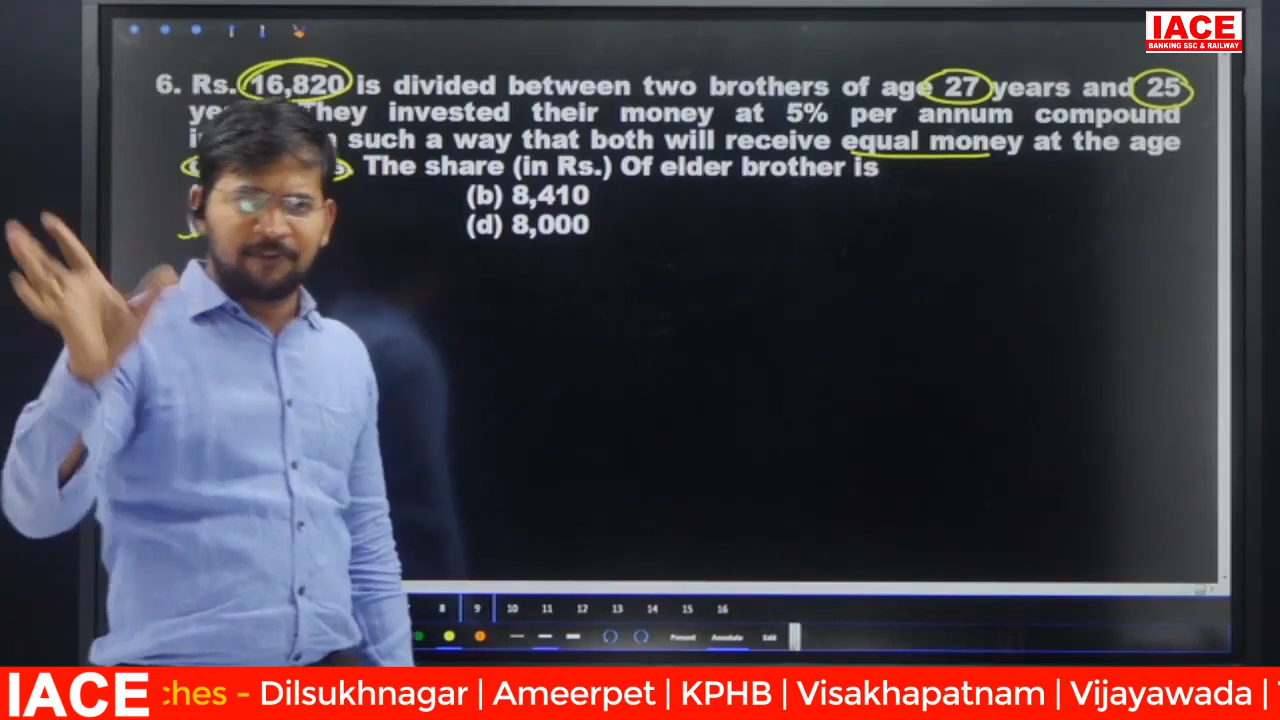 IACE
BANKING SSC & RAILWAY
6. Rs. 16,820 is divided between two brothers of age 27 years and 25
They invested their money at 5% per annum compound
such a way that both will receive equal money at the age
The share (in Rs.) Of elder brother is
(b) 8,410
(d) 8,000
8 9 10 11 12 13 14 15 16
Edit
IACE ches - Dilsukhnagar | Ameerpet | KPHB | Visakhapatnam | Vijayawada |